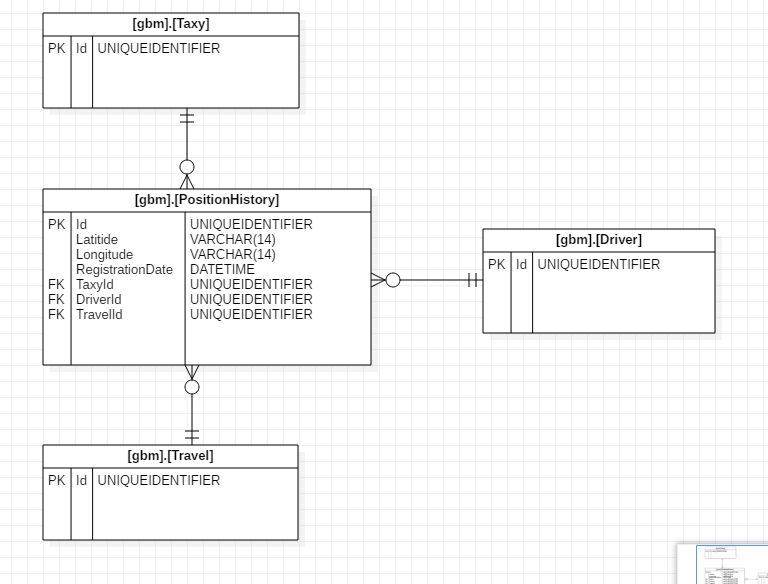 [gbm].[Taxy]
PK Id UNIQUEIDENTIFIER
[gbm].[PositionHistory]
PK Id UNIQUEIDENTIFIER
Latitide VARCHAR(14)
Longitude VARCHAR(14)
RegistrationDate DATETIME
FK TaxyId UNIQUEIDENTIFIER
FK DriverId UNIQUEIDENTIFIER
FK TravelId UNIQUEIDENTIFIER
[gbm].[Driver]
PK Id UNIQUEIDENTIFIER
[gbm].[Travel]
PK Id UNIQUEIDENTIFIER